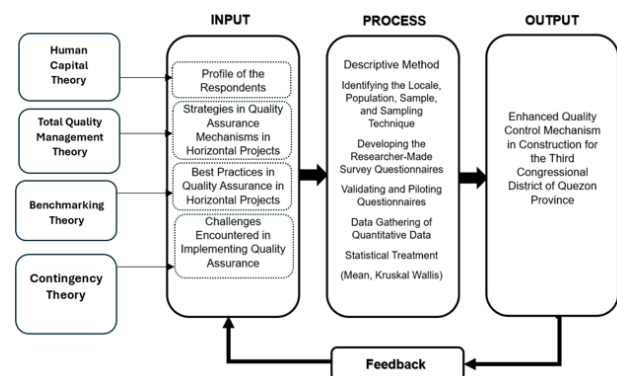 INPUT
PROCESS
OUTPUT
Human
Capital
Theory
Total Quality
Management
Theory
Benchmarking
Theory
Contingency
Theory
Profile of the
Respondents
Strategies in Quality
Assurance
Mechanisms in
Horizontal Projects
Best Practices in
Quality Assurance in
Horizontal Projects
Challenges
Encountered in
Implementing Quality
Assurance
Descriptive Method
Identifying the Locale,
Population, Sample,
and Sampling
Technique
Developing the
Researcher-Made
Survey Questionnaires
Validating and Piloting
Questionnaires
Data Gathering of
Quantitative Data
Statistical Treatment
(Mean, Kruskal Wallis)
Enhanced Quality
Control Mechanism
in Construction for
the Third
Congressional
District of Quezon
Province
Feedback